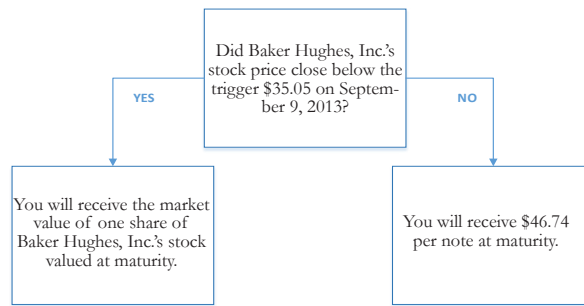 Did Baker Hughes, Inc.'s
stock price close below the
trigger $35.05 on Septem-
ber 9, 2013?
YES
NO
You will receive the market
value of one share of
Baker Hughes, Inc.'s stock
valued at maturity.
You will receive $46.74
per note at maturity.